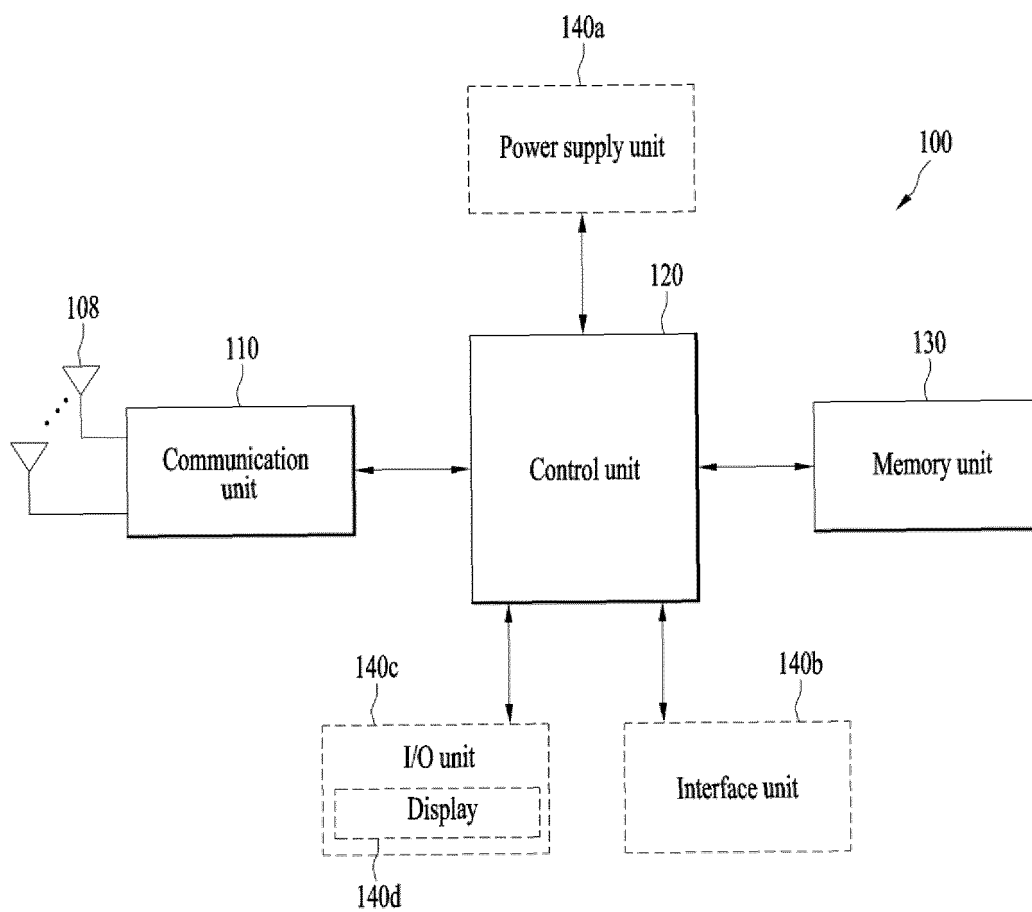 140a
Power supply unit
100
120
108
110
130
Communication
unit
Control unit
Memory unit
140c
140b
I/O unit
Display
Interface unit
140d